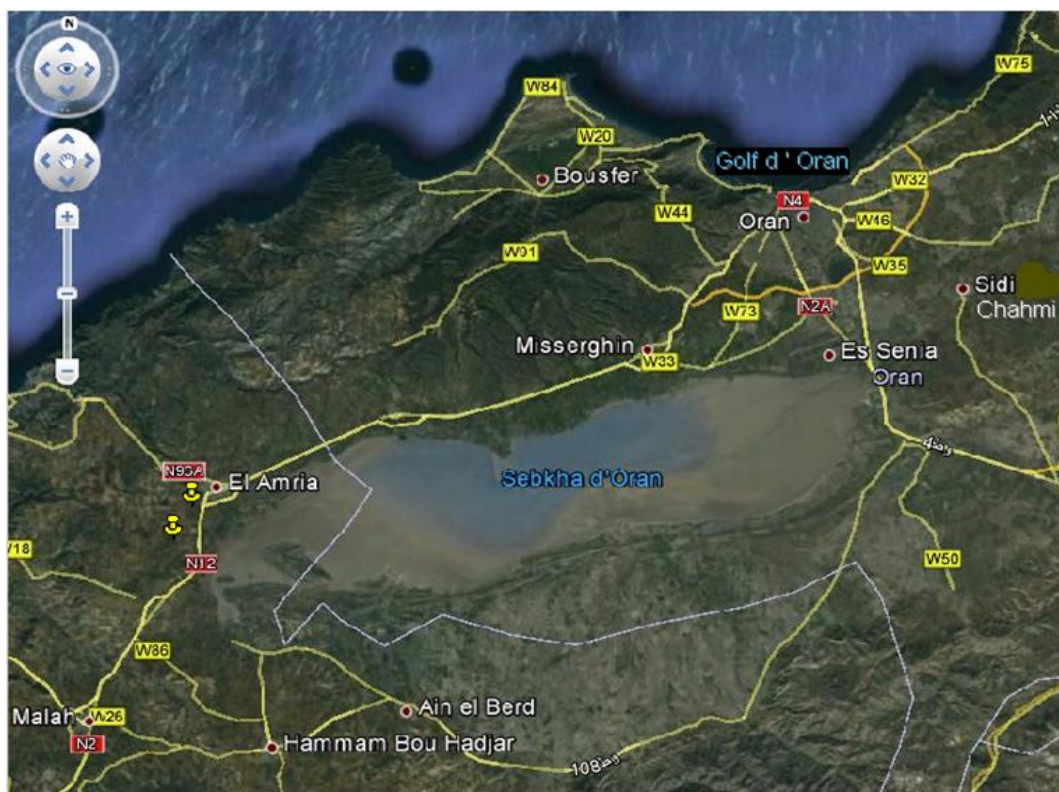 N
W75
W84
W20
Golf d ' Oran
Bousfer
W32
N4
W44
Oran
W46
W91
W35
Sidi
Chahmi
N2A
W73
Misserghin
W33
Es Senia
Oran
Sebkha d'Oran
El Amria
W18
N12
W50
W86
Malah
W26
Ain el Berd
N2
Hammam Bou Hadjar